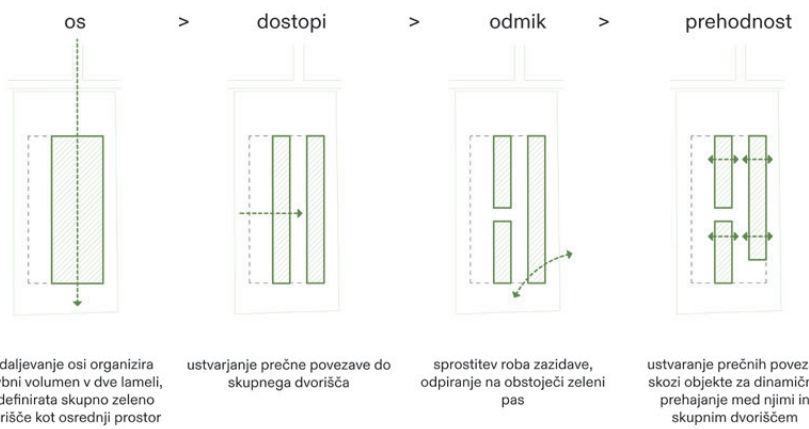 os > dostopi > odmik > prehodnost
daljevanje osi organizira
bni volumen v dve lameli,
definirata skupno zeleno
rišče kot osrednji prostor
ustvarjanje prečne povezave do
skupnega dvorišča
sprostitev roba zazidave,
odpiranje na obstoječi zeleni
pas
ustvaranje prečnih povez
skozi objekte za dinamičn
prehajanje med njimi in
skupnim dvoriščem